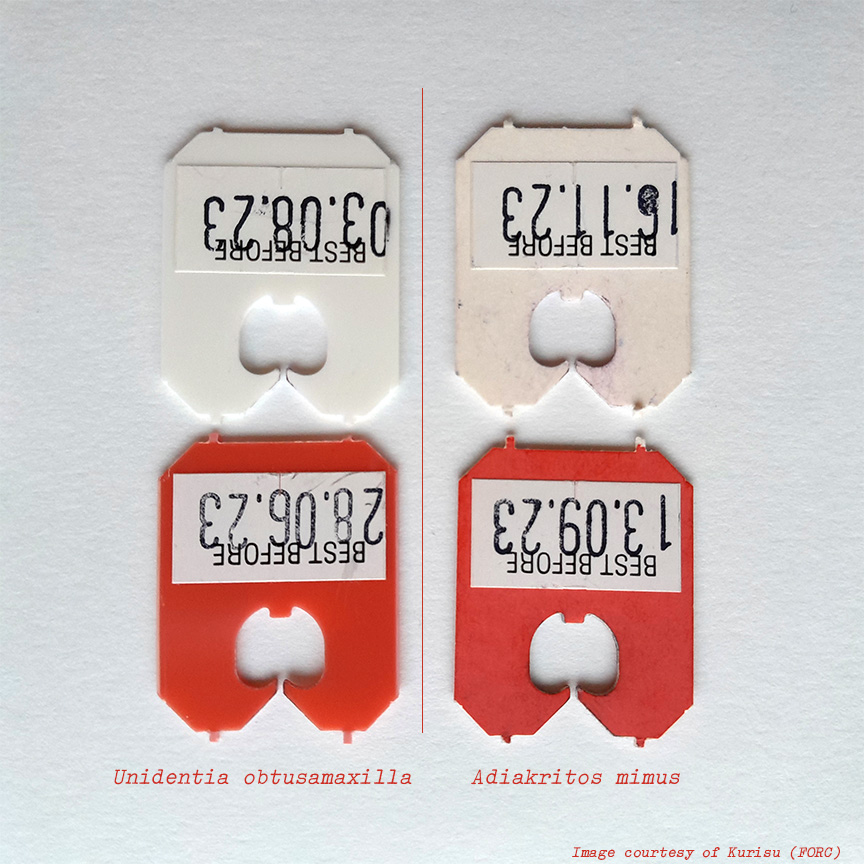 BEST BEFORE
03.08.23
BEST BEFORE
16.11.23
BEST BEFORE
28.06.23
BEST BEFORE
13.09.23
Unidentia obtusamaxilla
Adiakritos mimus
Image courtesy of Kurisu (FORC)